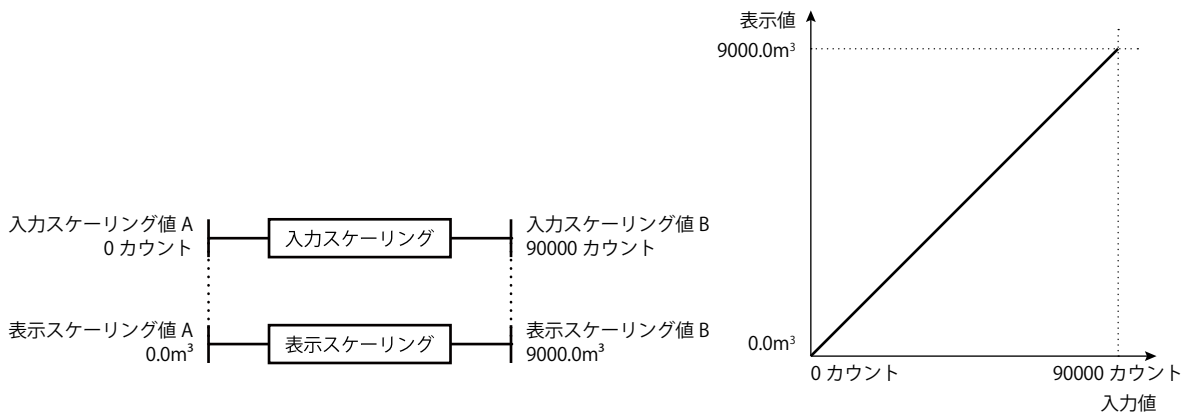 入力スケーリング値 A
0 カウント
入力スケーリング
入力スケーリング値 B
90000 カウント
表示スケーリング値 A
0.0m³
表示スケーリング
表示スケーリング値 B
9000.0m³
表示値
9000.0m³
0.0m³
0 カウント
90000 カウント
入力値